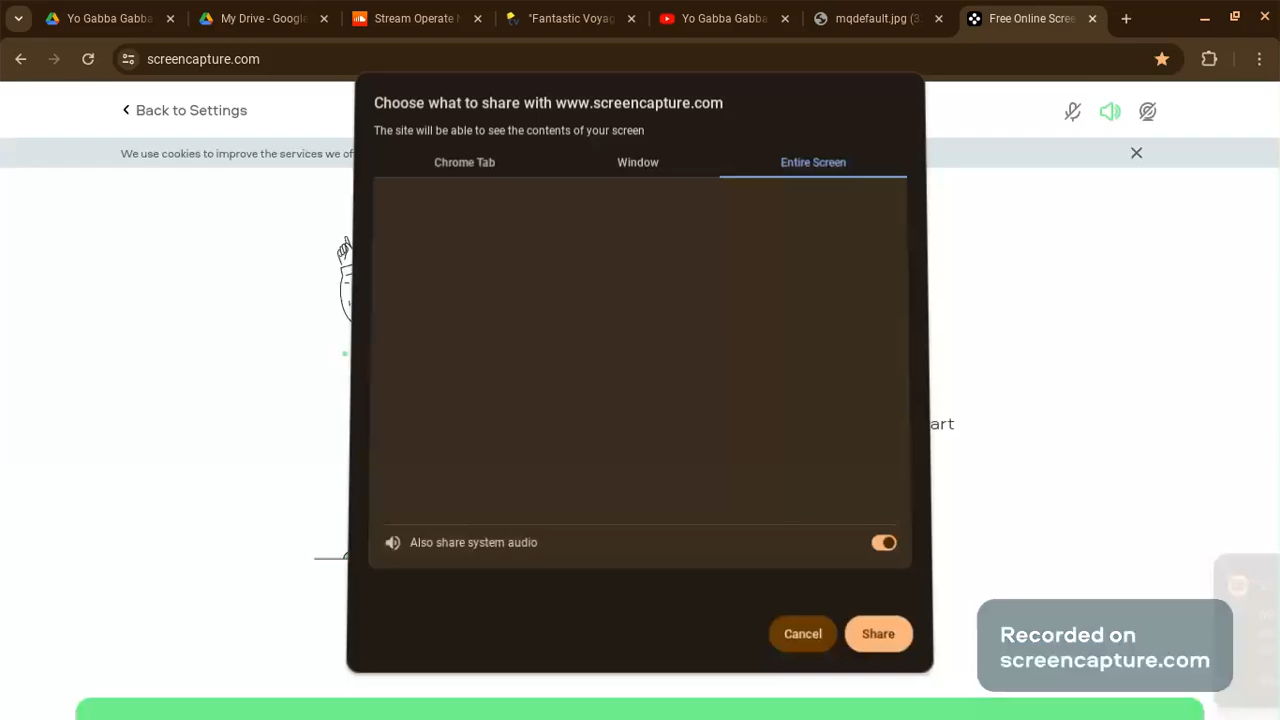 Yo Gabba Gabba
My Drive - Google
Stream Operate
"Fantastic Voyag
Yo Gabba Gabba
mqdefault.jpg (3
Free Online Scree
screencapture.com
Back to Settings
We use cookies to improve the services we of
Choose what to share with www.screencapture.com
The site will be able to see the contents of your screen
Chrome Tab
Window
Entire Screen
art
Also share system audio
Cancel
Share
Recorded on
screencapture.com